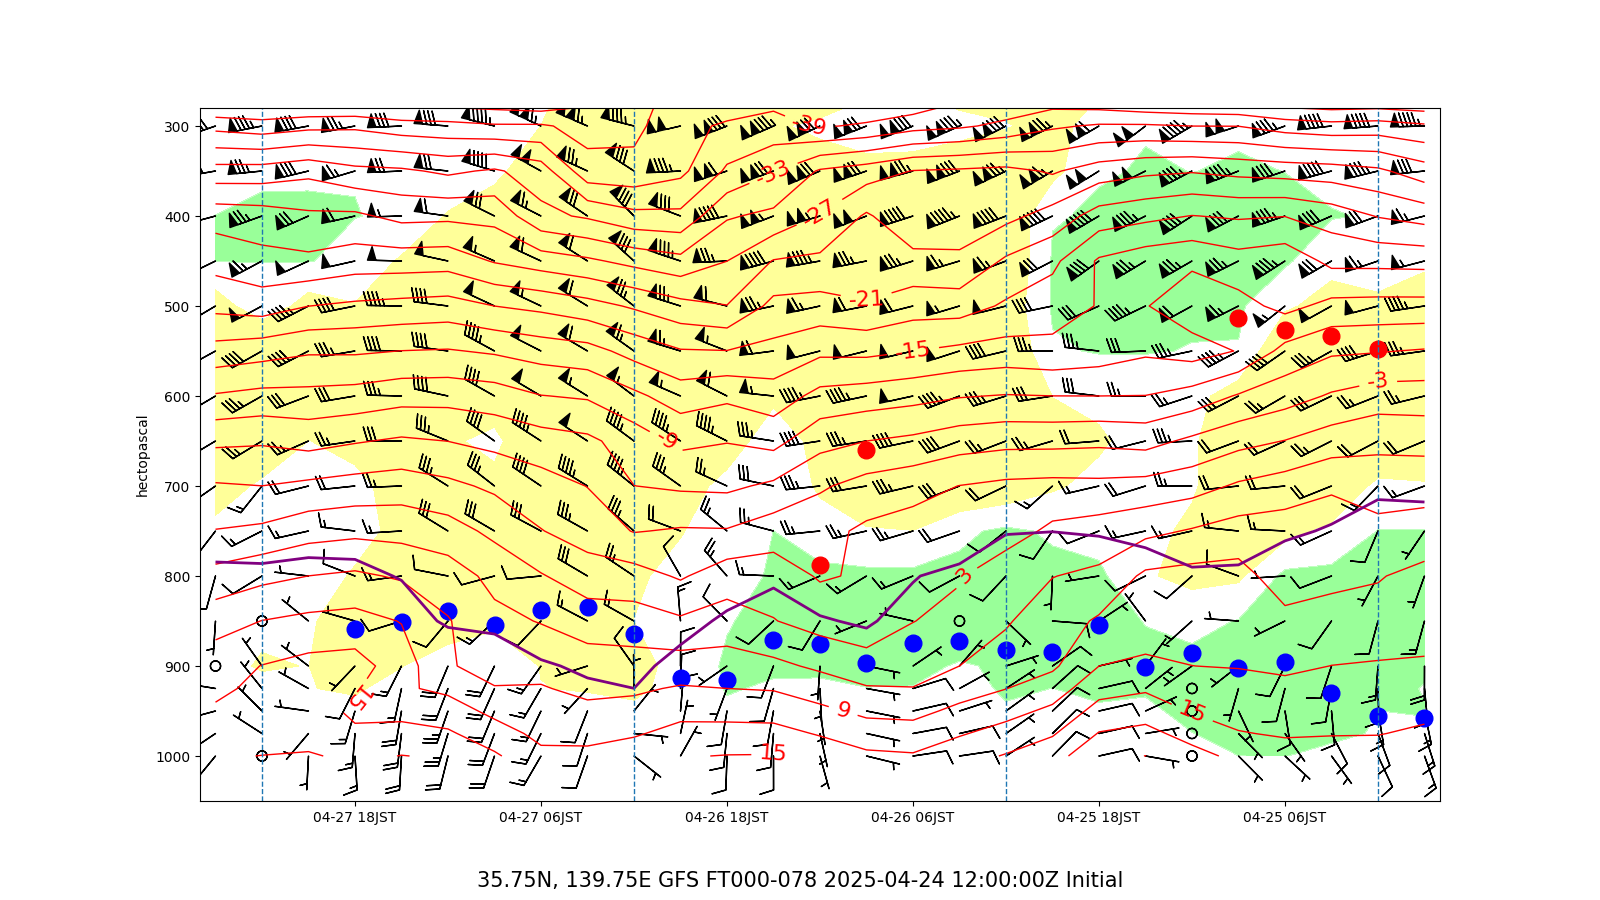 300
400
500
600
700
800
900
1000
hectopascal
-39
-33
-27
-21
15
-9
-3
3
9
15
15
15
04-27 18JST
04-27 06JST
04-26 18JST
04-26 06JST
04-25 18JST
04-25 06JST
35.75N, 139.75E GFS FT000-078 2025-04-24 12:00:00Z Initial